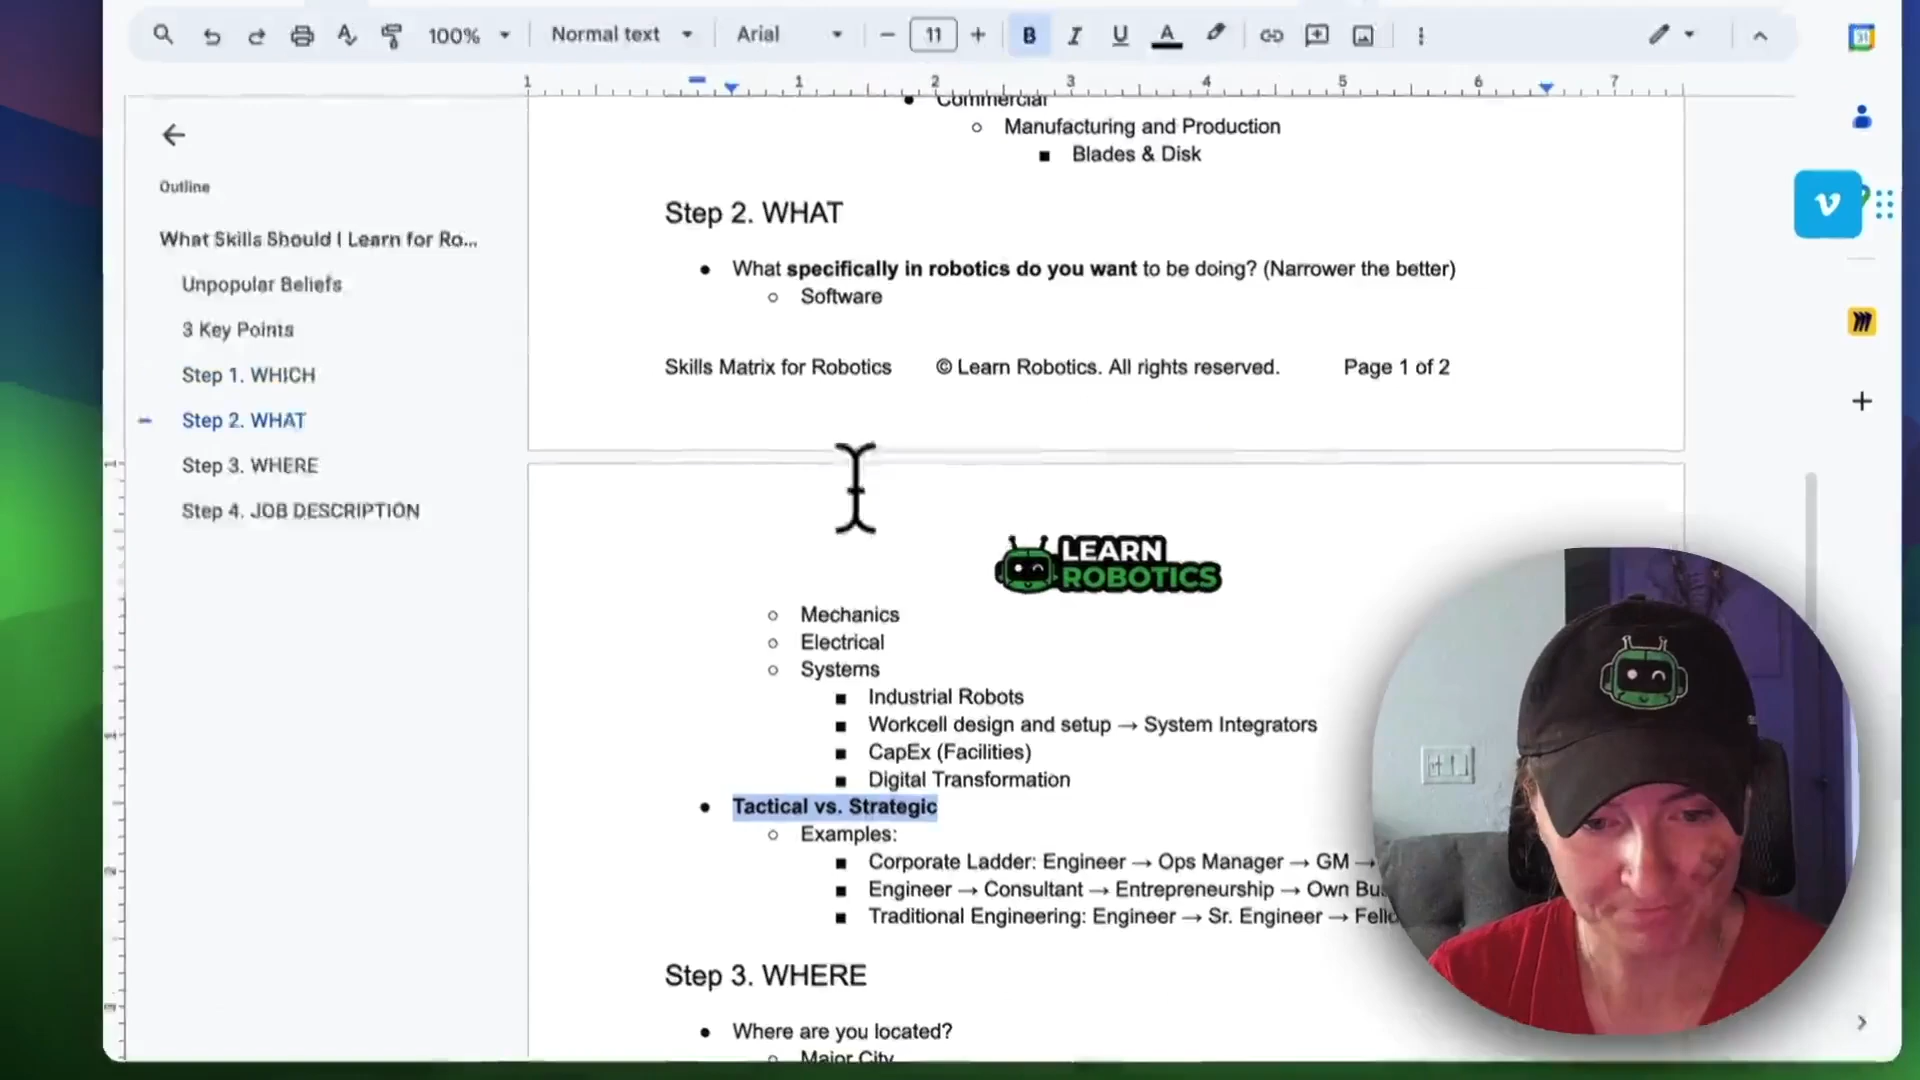 100%
Normal text
Arial
11
B
I
U
A
1
1
2
3
4
5
6
7
31
Outline
What Skills Should I Learn for Ro...
Unpopular Beliefs
3 Key Points
Step 1. WHICH
Step 2. WHAT
Step 3. WHERE
Step 4. JOB DESCRIPTION
Commercial
Manufacturing and Production
Blades & Disk
Step 2. WHAT
What specifically in robotics do you want to be doing? (Narrower the better)
Software
Skills Matrix for Robotics © Learn Robotics. All rights reserved. Page 1 of 2
LEARN
ROBOTICS
Mechanics
Electrical
Systems
Industrial Robots
Workcell design and setup → System Integrators
CapEx (Facilities)
Digital Transformation
Tactical vs. Strategic
Examples:
Corporate Ladder: Engineer → Ops Manager → GM →
Engineer → Consultant → Entrepreneurship → Own
Traditional Engineering: Engineer → Sr. Engineer →
Step 3. WHERE
Where are you located?
Major City